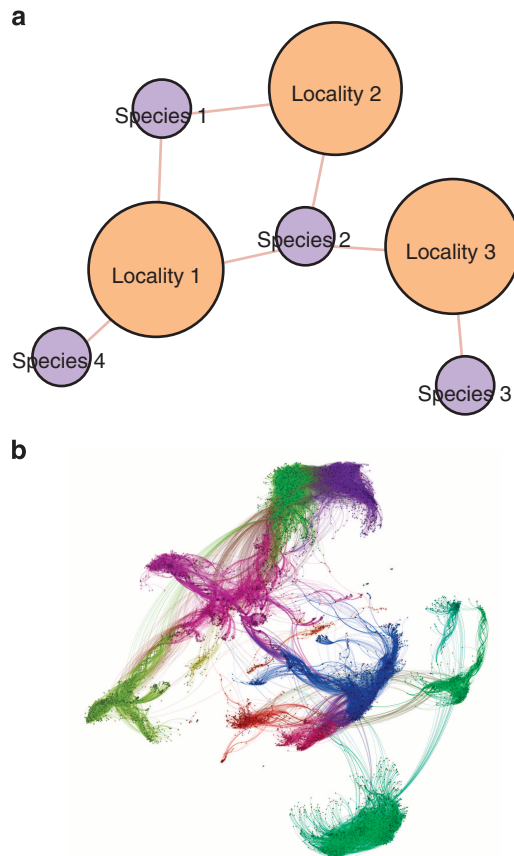 a
Species 1
Locality 2
Species 2
Locality 1
Locality 3
Species 4
Species 3
b